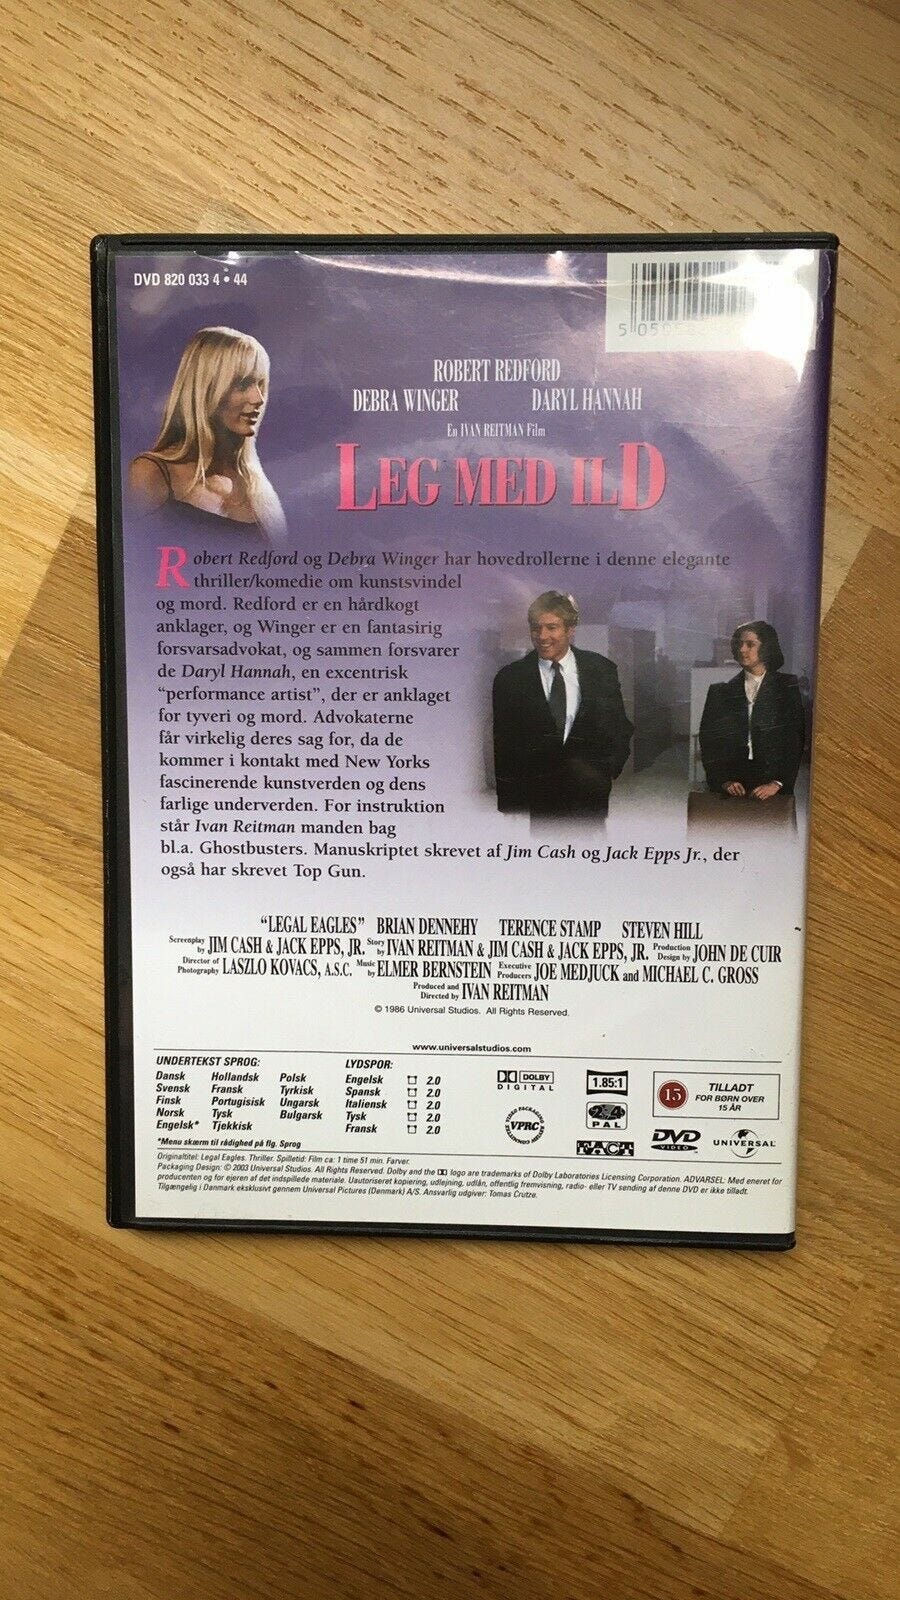 DVD 820 033 4 • 44
ROBERT REDFORD
DEBRA WINGER DARYL HANNAH
En IVAN REITMAN Film
LEG MED ILD
Robert Redford og Debra Winger har hovedrollerne i denne elegante
thriller/komedie om kunstsvindel
og mord. Redford er en hårdkogt
anklager, og Winger er en fantasirig
forsvarsadvokat, og sammen forsvarer
de Daryl Hannah, en excentrisk
“performance artist”, der er anklaget
for tyveri og mord. Advokaterne
får virkelig deres sag for, da de
kommer i kontakt med New Yorks
fascinerende kunstverden og dens
farlige underverden. For instruktion
står Ivan Reitman manden bag
bl.a. Ghostbusters. Manuskriptet skrevet af Jim Cash og Jack Epps Jr., der
også har skrevet Top Gun.
“LEGAL EAGLES” BRIAN DENNEHY TERENCE STAMP STEVEN HILL
Screenplay by JIM CASH & JACK EPPS, JR. Story by IVAN REITMAN & JIM CASH & JACK EPPS, JR. Production Design by JOHN DE CUIR
Director of Photography LASZLO KOVACS, A.S.C. Music by ELMER BERNSTEIN Executive Producers JOE MEDJUCK and MICHAEL C. GROSS
Produced and Directed by IVAN REITMAN
© 1986 Universal Studios. All Rights Reserved.
www.universalstudios.com
UNDERTEKST SPROG: LYDSPOR:
Dansk Hollandsk Polsk Engelsk 2.0
Svensk Fransk Tyrkisk Spansk 2.0
Finsk Portugisisk Ungarsk Italiensk 2.0
Norsk Tysk Bulgarsk Tysk 2.0
Engelsk* Tjekkisk Fransk 2.0
*Menu skærm til rådighed på flg. Sprog
DOLBY
DIGITAL
VIDEO PACKAGING REVIEW COMMITTEE
VPRC
1.85:1
2 4
PAL
FACT
15
TILLADT
FOR BØRN OVER
15 ÅR
DVD
VIDEO
UNIVERSAL
Originaltitel: Legal Eagles. Thriller. Spilletid: Film ca: 1 time 51 min. Farver.
Packaging Design: © 2003 Universal Studios. All Rights Reserved. Dolby and the logo are trademarks of Dolby Laboratories Licensing Corporation. ADVARSEL: Med eneret for
producenten og for ejeren af det indspillede materiale. Uautoriseret kopiering, udlejning, udlån, offentlig fremvisning, radio- eller TV sending af denne DVD er ikke tilladt.
Tilgængelig i Danmark eksklusivt gennem Universal Pictures (Denmark) A/S. Ansvarlig udgiver: Tomas Crutze.